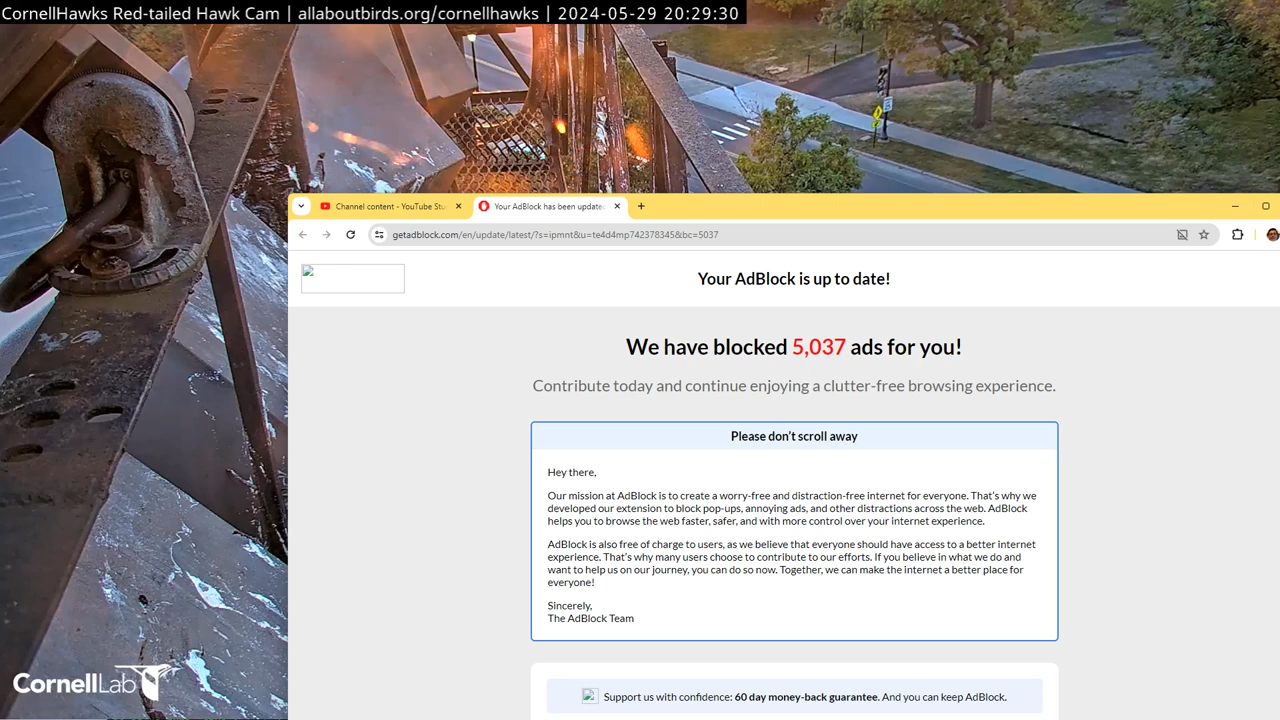 CornellHawks Red-tailed Hawk Cam | allaboutbirds.org/cornellhawks | 2024-05-29 20:29:30
Channel content - YouTube Stu
Your AdBlock has been update
getadblock.com/en/update/latest/?s=ipmnt&u=te4d4mp742378345&bc=5037
Your AdBlock is up to date!
We have blocked 5,037 ads for you!
Contribute today and continue enjoying a clutter-free browsing experience.
Please don't scroll away
Hey there,
Our mission at AdBlock is to create a worry-free and distraction-free internet for everyone. That's why we
developed our extension to block pop-ups, annoying ads, and other distractions across the web. AdBlock
helps you to browse the web faster, safer, and with more control over your internet experience.
AdBlock is also free of charge to users, as we believe that everyone should have access to a better internet
experience. That's why many users choose to contribute to our efforts. If you believe in what we do and
want to help us on our journey, you can do so now. Together, we can make the internet a better place for
everyone!
Sincerely,
The AdBlock Team
Support us with confidence: 60 day money-back guarantee. And you can keep AdBlock.
CornellLab